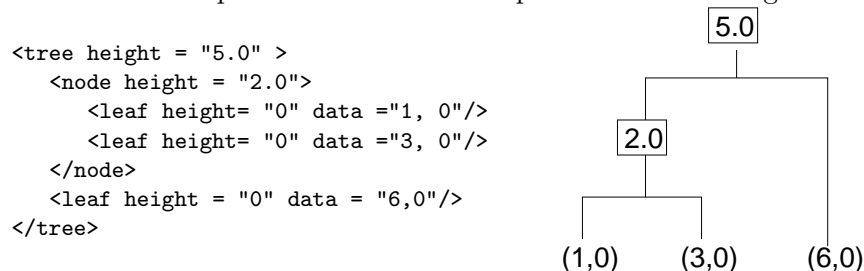 <tree height = "5.0" >
<node height = "2.0">
<leaf height= "0" data ="1, 0"/>
<leaf height= "0" data ="3, 0"/>
</node>
<leaf height = "0" data = "6,0"/>
</tree>
5.0
2.0
(1,0) (3,0) (6,0)